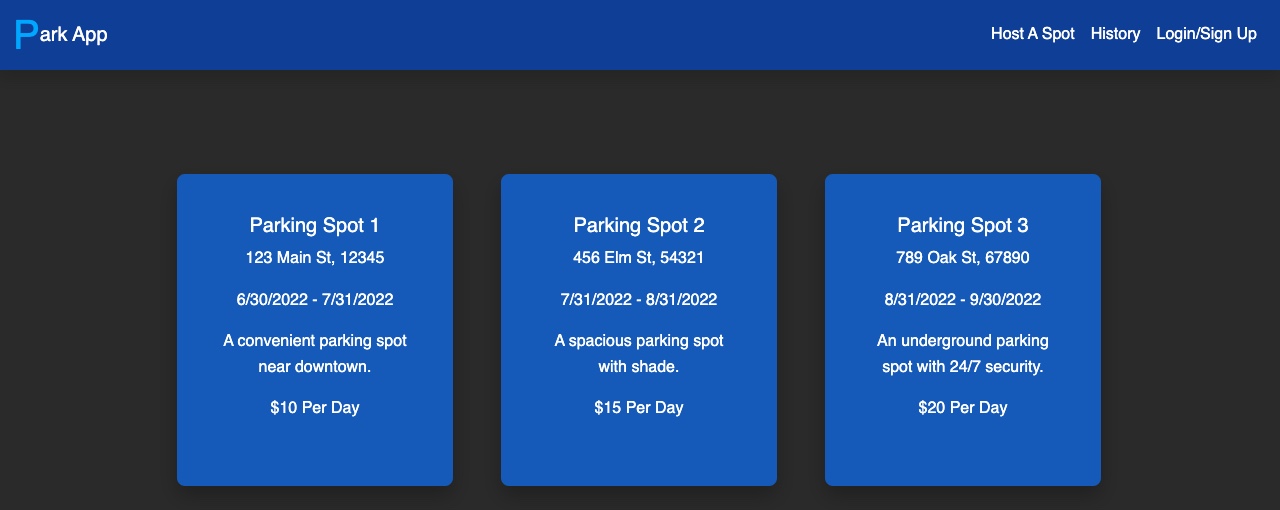 Park App
Host A Spot
History
Login/Sign Up
Parking Spot 1
123 Main St, 12345
6/30/2022 - 7/31/2022
A convenient parking spot
near downtown.
$10 Per Day
Parking Spot 2
456 Elm St, 54321
7/31/2022 - 8/31/2022
A spacious parking spot
with shade.
$15 Per Day
Parking Spot 3
789 Oak St, 67890
8/31/2022 - 9/30/2022
An underground parking
spot with 24/7 security.
$20 Per Day